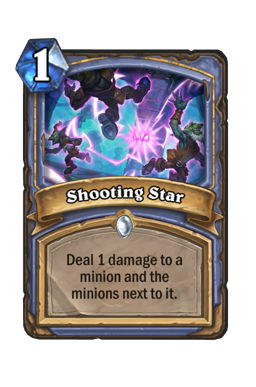 1
Shooting Star
Deal 1 damage to a
minion and the
minions next to it.